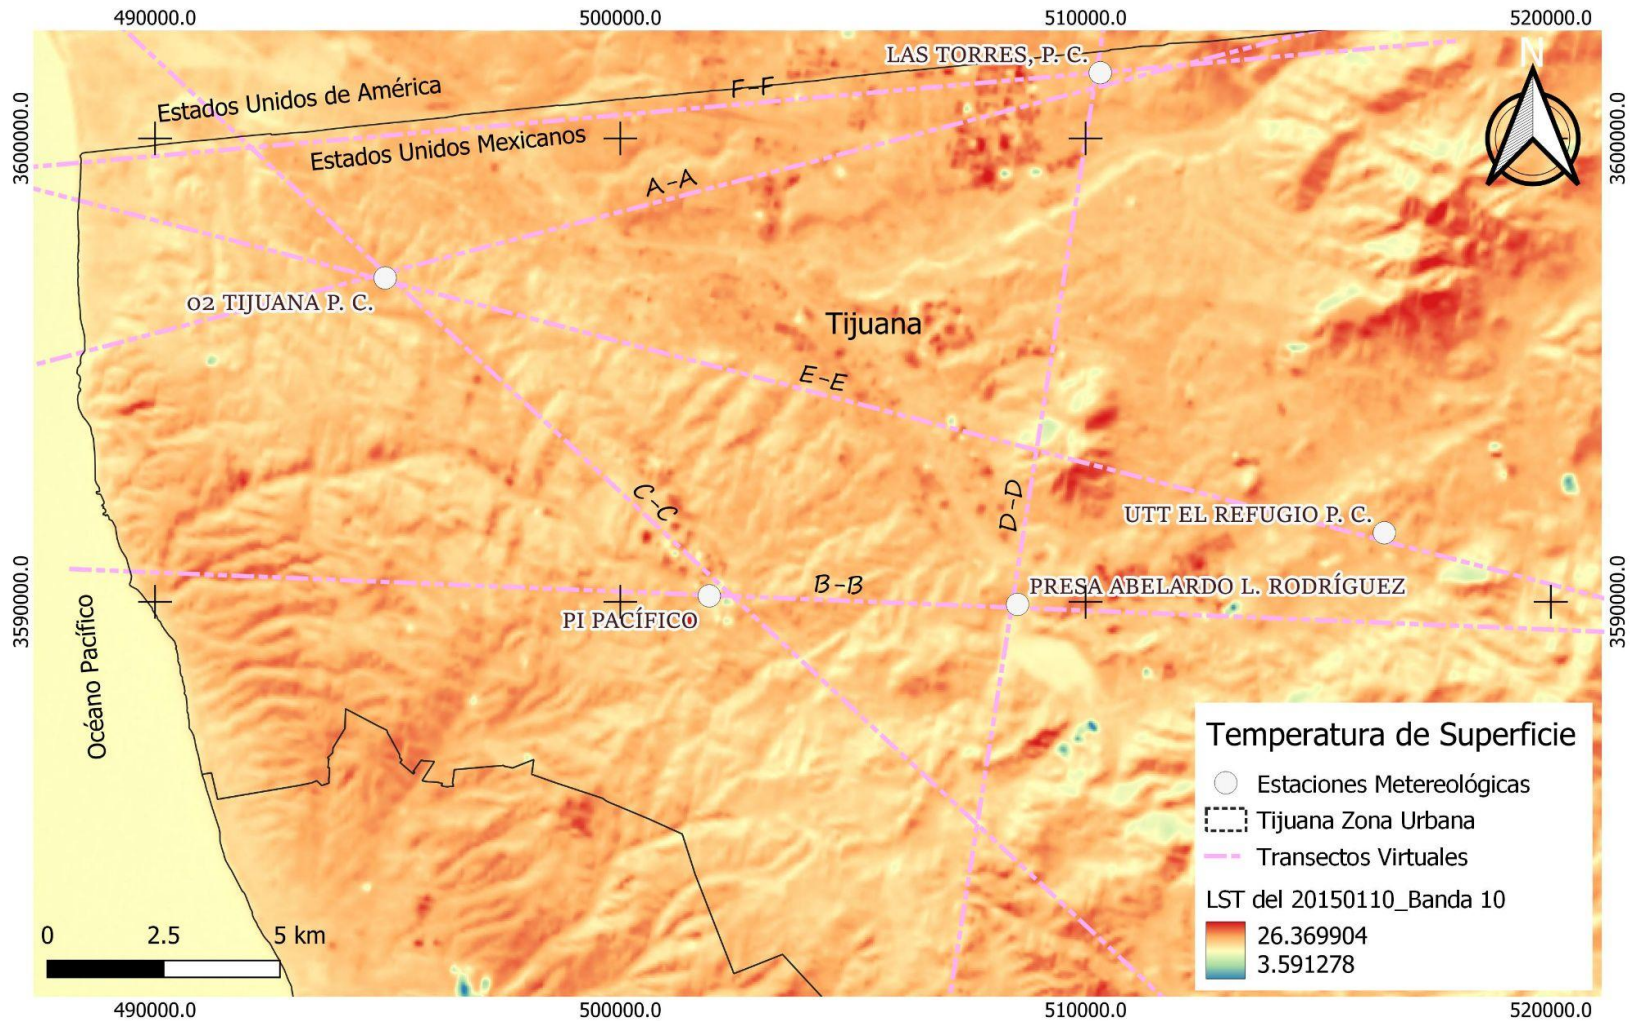 490000.0
500000.0
510000.0
520000.0
N
LAS TORRES, P. C.
Estados Unidos de América
F-F
3600000.0
3600000.0
Estados Unidos Mexicanos
A-A
02 TIJUANA P. C.
Tijuana
E-E
C-C
D-D
UTT EL REFUGIO P. C.
B-B
PRESA ABELARDO L. RODRÍGUEZ
3590000.0
3590000.0
PI PACÍFICO
Océano Pacífico
Temperatura de Superficie
Estaciones Metereológicas
Tijuana Zona Urbana
Transectos Virtuales
LST del 20150110_Banda 10
26.369904
3.591278
0 2.5 5 km
490000.0
500000.0
510000.0
520000.0